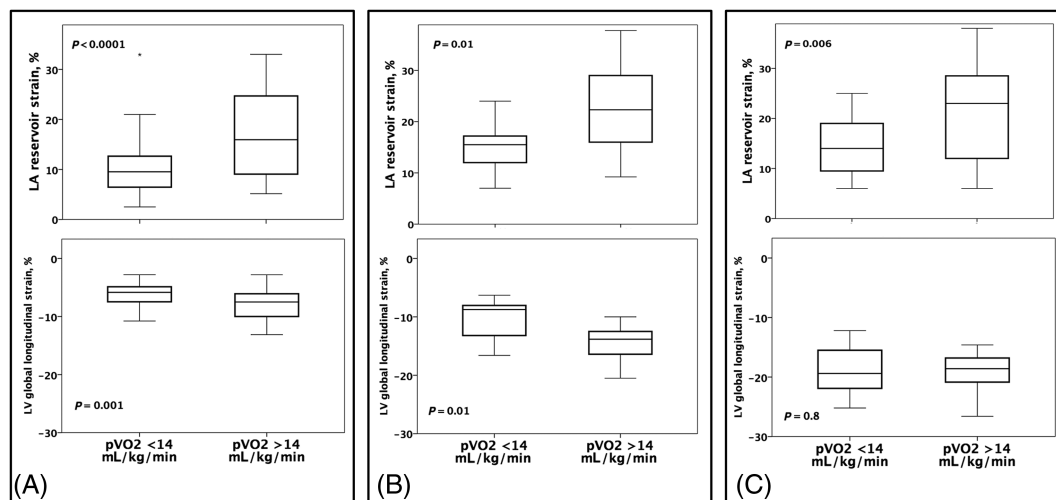 P < 0.0001
LA reservoir strain, %
30
20
10
0
LV global longitudinal strain, %
0
−10
−20
−30
P = 0.001
pVO2 <14
mL/kg/min
pVO2 >14
mL/kg/min
(A)
P = 0.01
LA reservoir strain, %
30
20
10
0
LV global longitudinal strain, %
0
−10
−20
−30
P = 0.01
pVO2 <14
mL/kg/min
pVO2 >14
mL/kg/min
(B)
P = 0.006
LA reservoir strain, %
30
20
10
0
LV global longitudinal strain, %
0
−10
−20
−30
P = 0.8
pVO2 <14
mL/kg/min
pVO2 >14
mL/kg/min
(C)